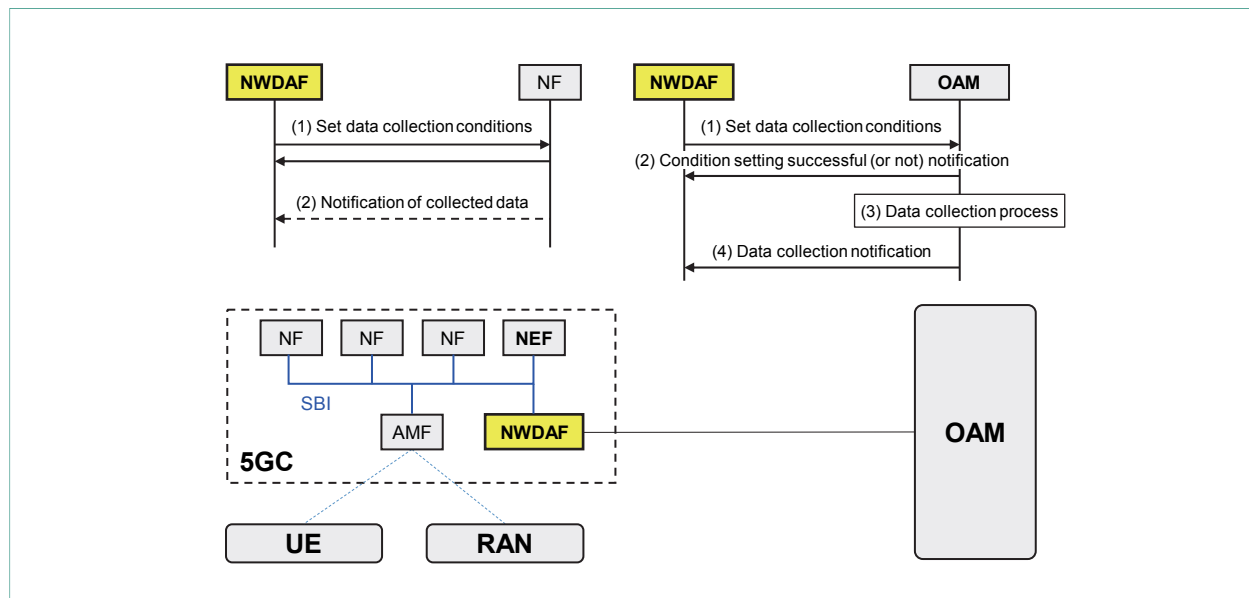 NWDAF
NF
(1) Set data collection conditions
(2) Notification of collected data
NWDAF
OAM
(1) Set data collection conditions
(2) Condition setting successful (or not) notification
(3) Data collection process
(4) Data collection notification
NF
NF
NF
NEF
SBI
AMF
NWDAF
5GC
OAM
UE
RAN